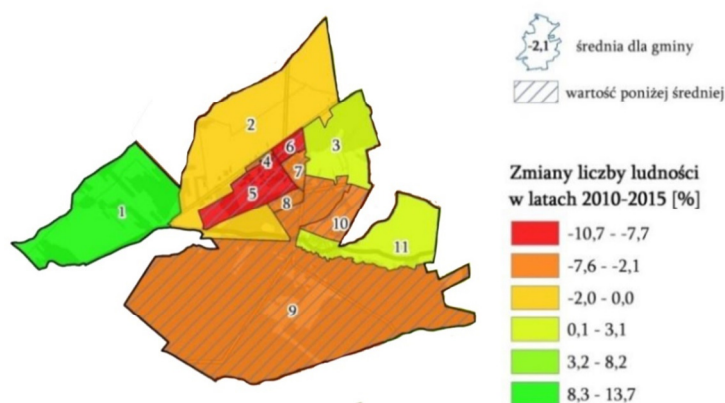 -2,1
średnia dla gminy
wartość poniżej średniej
Zmiany liczby ludności
w latach 2010-2015 [%]
-10,7 - -7,7
-7,6 - -2,1
-2,0 - 0,0
0,1 - 3,1
3,2 - 8,2
8,3 - 13,7
2
6
3
4
7
5
1
8
10
11
9